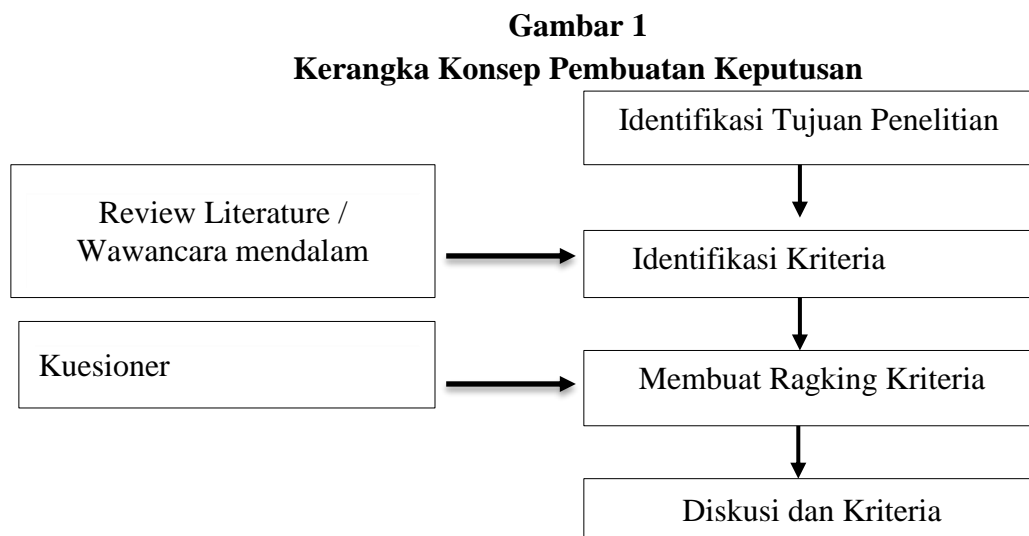 Gambar 1
Kerangka Konsep Pembuatan Keputusan
Identifikasi Tujuan Penelitian
Review Literature /
Wawancara mendalam
Identifikasi Kriteria
Kuesioner
Membuat Ragking Kriteria
Diskusi dan Kriteria